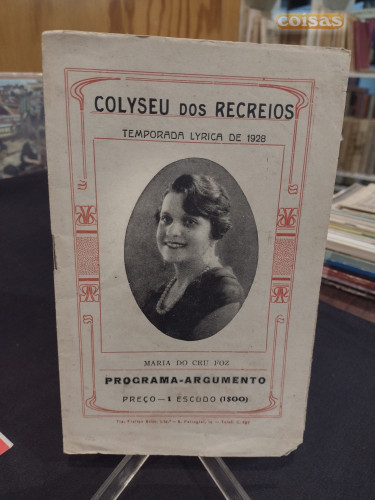 coisas
COLYSEU DOS RECREIOS
TEMPORADA LYRICA DE 1928
MARIA DO CEU FOZ
PROGRAMA-ARGUMENTO
PREÇO — 1 ESCUDO (1$00)